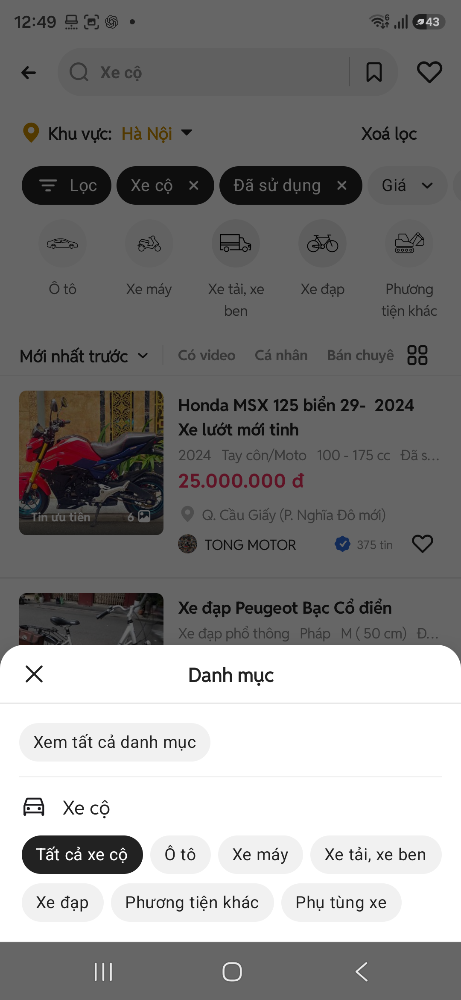 12:49
6
43
Xe cộ
Khu vực: Hà Nội
Xoá lọc
Lọc
Xe cộ
Đã sử dụng
Giá
Ô tô
Xe máy
Xe tải, xe
ben
Xe đạp
Phương
tiện khác
Mới nhất trước
Có video
Cá nhân
Bán chuyê
Honda MSX 125 biển 29- 2024
Xe lướt mới tinh
2024 Tay côn/Moto 100 - 175 cc Đã s...
25.000.000 đ
Tin ưu tiên
6
Q. Cầu Giấy (P. Nghĩa Đô mới)
TONG MOTOR
375 tin
Xe đạp Peugeot Bạc Cổ điển
Xe đạp phổ thông Pháp M ( 50 cm) Đ...
Danh mục
Xem tất cả danh mục
Xe cộ
Tất cả xe cộ
Ô tô
Xe máy
Xe tải, xe ben
Xe đạp
Phương tiện khác
Phụ tùng xe